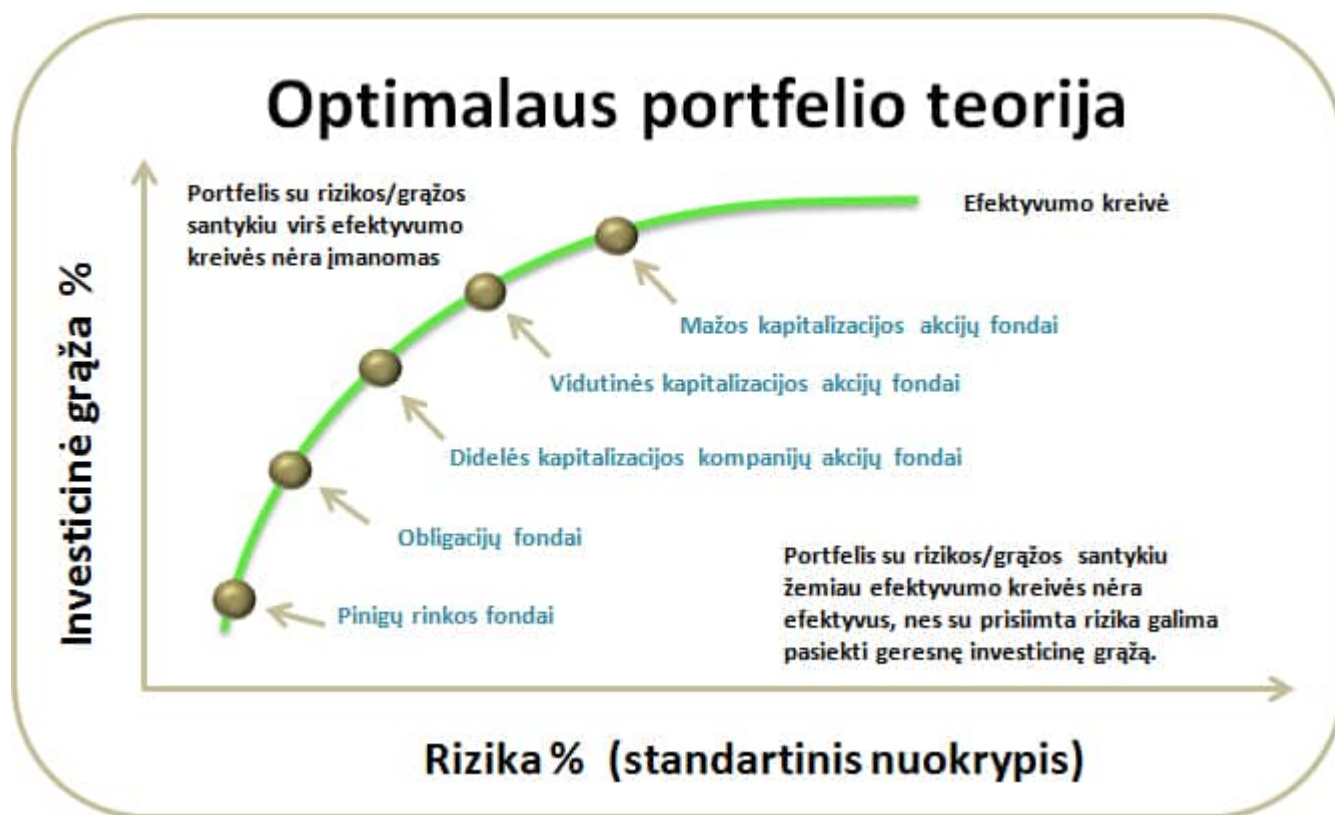 Optimalaus portfelio teorija
Portfelis su rizikos/grąžos
santykiu virš efektyvumo
kreivės nėra įmanomas
Efektyvumo kreivė
Investicinė grąža %
Mažos kapitalizacijos akcijų fondai
Vidutinės kapitalizacijos akcijų fondai
Didelės kapitalizacijos kompanijų akcijų fondai
Obligacijų fondai
Pinigų rinkos fondai
Portfelis su rizikos/grąžos santykiu
žemiau efektyvumo kreivės nėra
efektyvus, nes su prisiimta rizika galima
pasiekti geresnę investicinę grąžą.
Rizika % (standartinis nuokrypis)